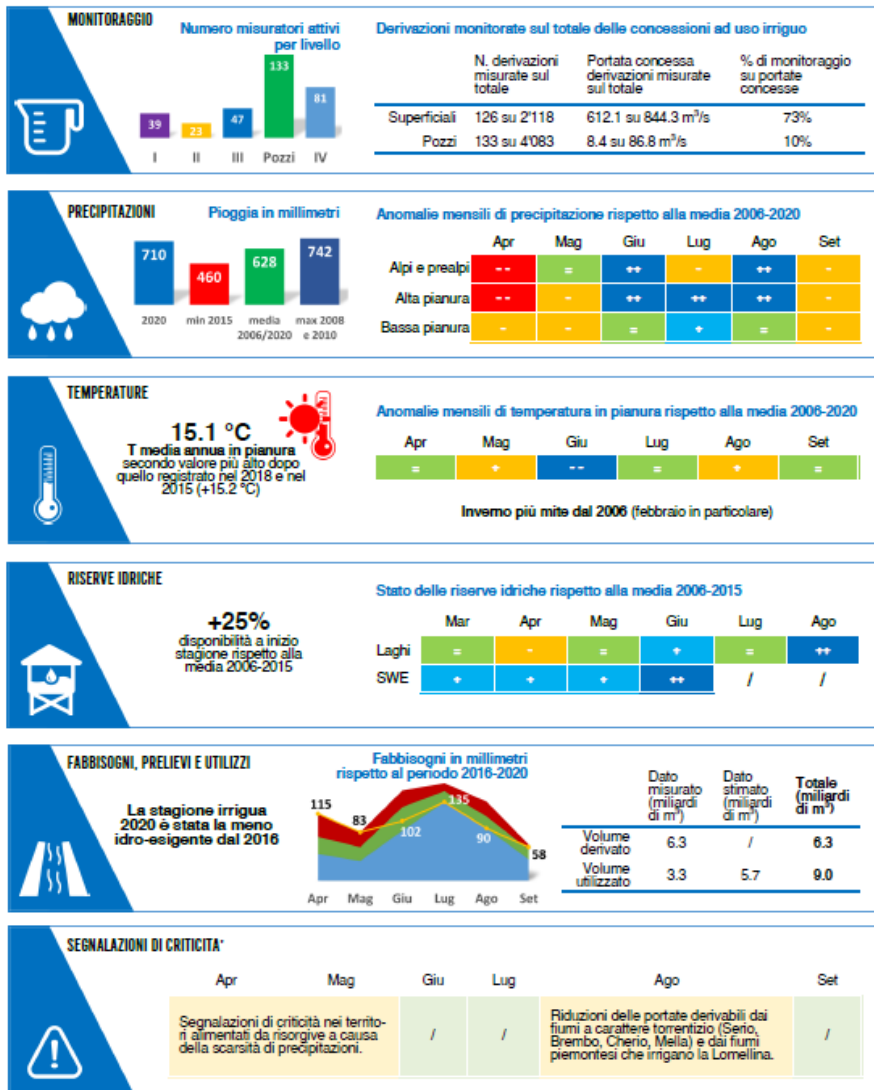 MONITORAGGIO
Numero misuratori attivi
per livello
39
23
47
133
81
I II III Pozzi IV
Derivazioni monitorate sul totale delle concessioni ad uso irriguo
N. derivazioni
misurate sul
totale
Portata concessa
derivazioni misurate
sul totale
% di monitoraggio
su portate
concesse
Superficiali 126 su 2'118 612.1 su 844.3 m³/s 73%
Pozzi 133 su 4'083 8.4 su 86.8 m³/s 10%
PRECIPITAZIONI
Pioggia in millimetri
710
460
628
742
2020
min 2015
media
2006/2020
max 2008
e 2010
Anomalie mensili di precipitazione rispetto alla media 2006-2020
Apr Mag Giu Lug Ago Set
Alpi e prealpi -- = ++ - ++ -
Alta pianura -- - ++ ++ ++ -
Bassa pianura - - = + = -
TEMPERATURE
15.1 °C
T media annua in pianura
secondo valore più alto dopo
quello registrato nel 2018 e nel
2015 (+15.2 °C)
Anomalie mensili di temperatura in pianura rispetto alla media 2006-2020
Apr Mag Giu Lug Ago Set
= + -- = + =
Inverno più mite dal 2006 (febbraio in particolare)
RISERVE IDRICHE
+25%
disponibilità a inizio
stagione rispetto alla
media 2006-2015
Stato delle riserve idriche rispetto alla media 2006-2015
Mar Apr Mag Giu Lug Ago
Laghi = - = + = ++
SWE + + + ++ / /
FABBISOGNI, PRELIEVI E UTILIZZI
La stagione irrigua
2020 è stata la meno
idro-esigente dal 2016
Fabbisogni in millimetri
rispetto al periodo 2016-2020
115
83
102
135
90
58
Apr Mag Giu Lug Ago Set
Dato
misurato
(miliardi
di m³)
Dato
stimato
(miliardi
di m³)
Totale
(miliardi
di m³)
Volume
derivato 6.3 / 6.3
Volume
utilizzato 3.3 5.7 9.0
SEGNALAZIONI DI CRITICITA*
Apr Mag Giu Lug Ago Set
Segnalazioni di criticità nei territo-
ri alimentati da risorgive a causa
della scarsità di precipitazioni.
/
/
Riduzioni delle portate derivabili dai
fiumi a carattere torrentizio (Serio,
Brembo, Cherio, Mella) e dai fiumi
piemontesi che irrigano la Lomellina.
/